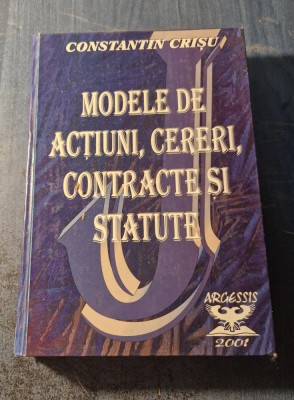 CONSTANTIN CRIȘU
MODELE DE
ACȚIUNI, CERERI,
CONTRACTE ȘI
STATUTE
ARGESSIS
2001